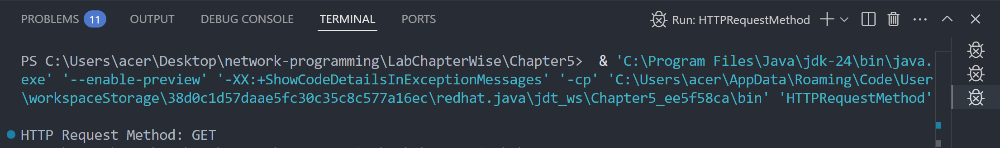 PROBLEMS 11 OUTPUT DEBUG CONSOLE TERMINAL PORTS Run: HTTPRequestMethod
PS C:\Users\acer\Desktop\network-programming\LabChapterWise\Chapter5>  & 'C:\Program Files\Java\jdk-24\bin\java.
exe' '--enable-preview' '-XX:+ShowCodeDetailsInExceptionMessages' '-cp' 'C:\Users\acer\AppData\Roaming\Code\User
\workspaceStorage\38d0c1d57daae5fc30c35c8c577a16ec\redhat.java\jdt_ws\Chapter5_ee5f58ca\bin' 'HTTPRequestMethod'
HTTP Request Method: GET